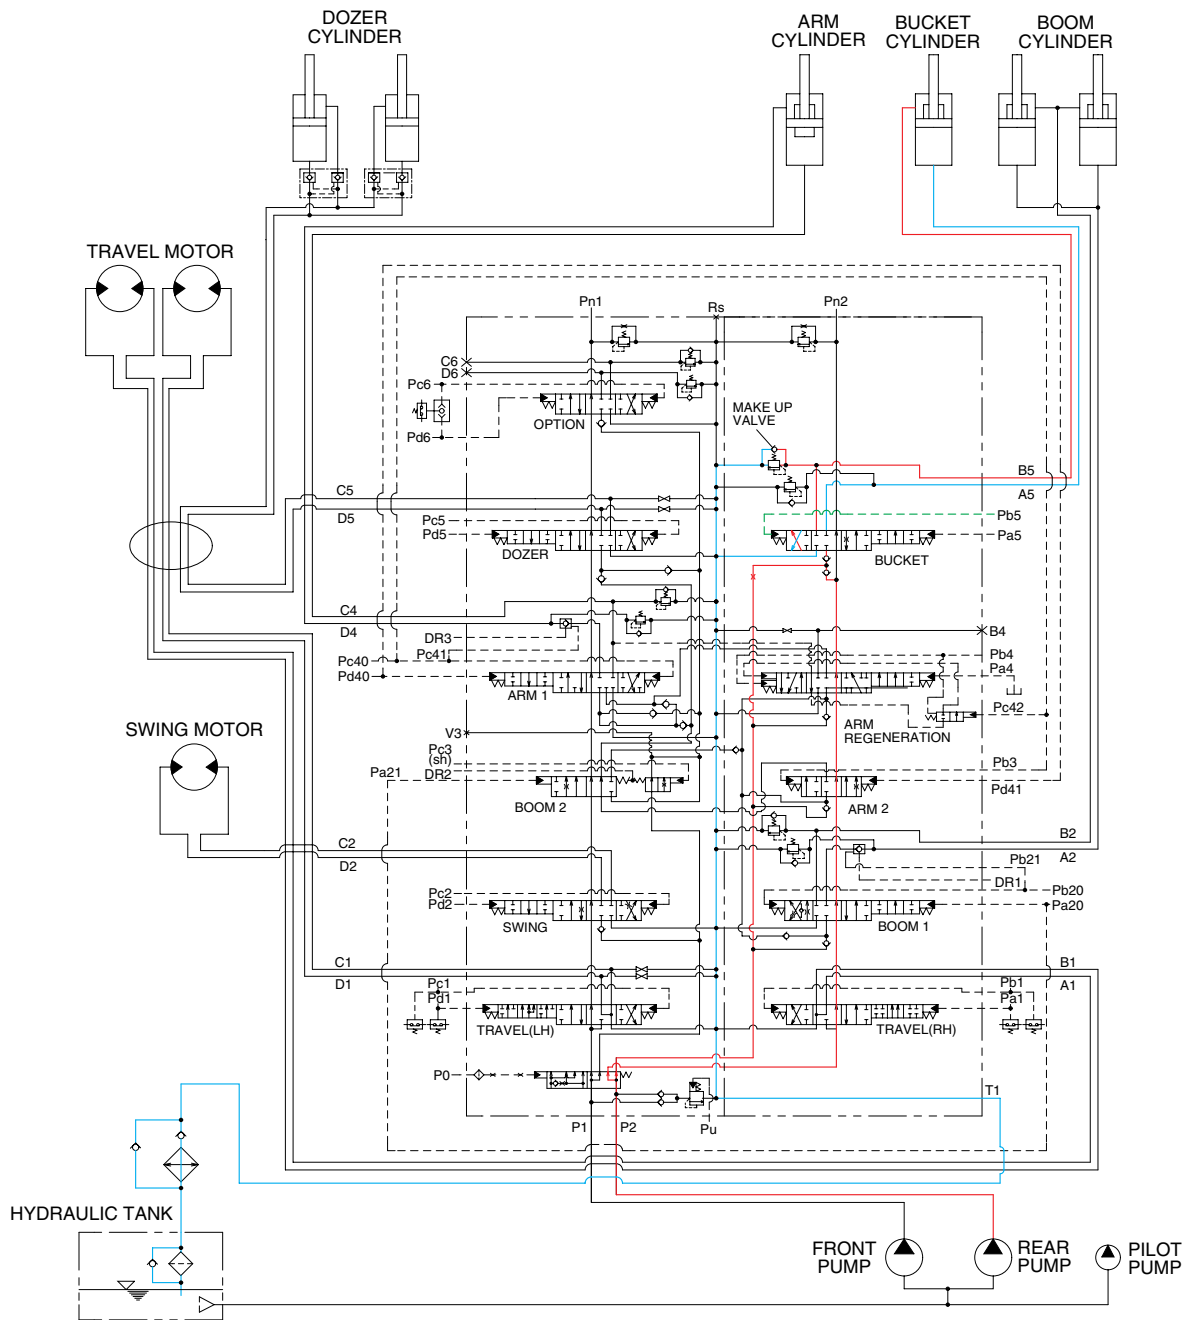 DOZER
CYLINDER
ARM
CYLINDER
BUCKET
CYLINDER
BOOM
CYLINDER
TRAVEL MOTOR
Pn1
Rs
Pn2
C6
D6
Pc6
OPTION
Pd6
MAKE UP
VALVE
C5
D5
B5
A5
Pc5
Pd5
DOZER
Pb5
Pa5
BUCKET
C4
D4
DR3
Pc41
Pc40
Pd40
ARM 1
B4
Pb4
Pa4
Pc42
ARM
REGENERATION
SWING MOTOR
V3
Pc3
(sh)
DR2
Pa21
BOOM 2
Pb3
Pd41
ARM 2
C2
D2
B2
A2
Pb21
DR1
Pc2
Pd2
SWING
Pb20
Pa20
BOOM 1
C1
D1
B1
A1
Pc1
Pd1
TRAVEL(LH)
Pb1
Pa1
TRAVEL(RH)
P0
T1
P1
P2
Pu
HYDRAULIC TANK
FRONT
PUMP
REAR
PUMP
PILOT
PUMP